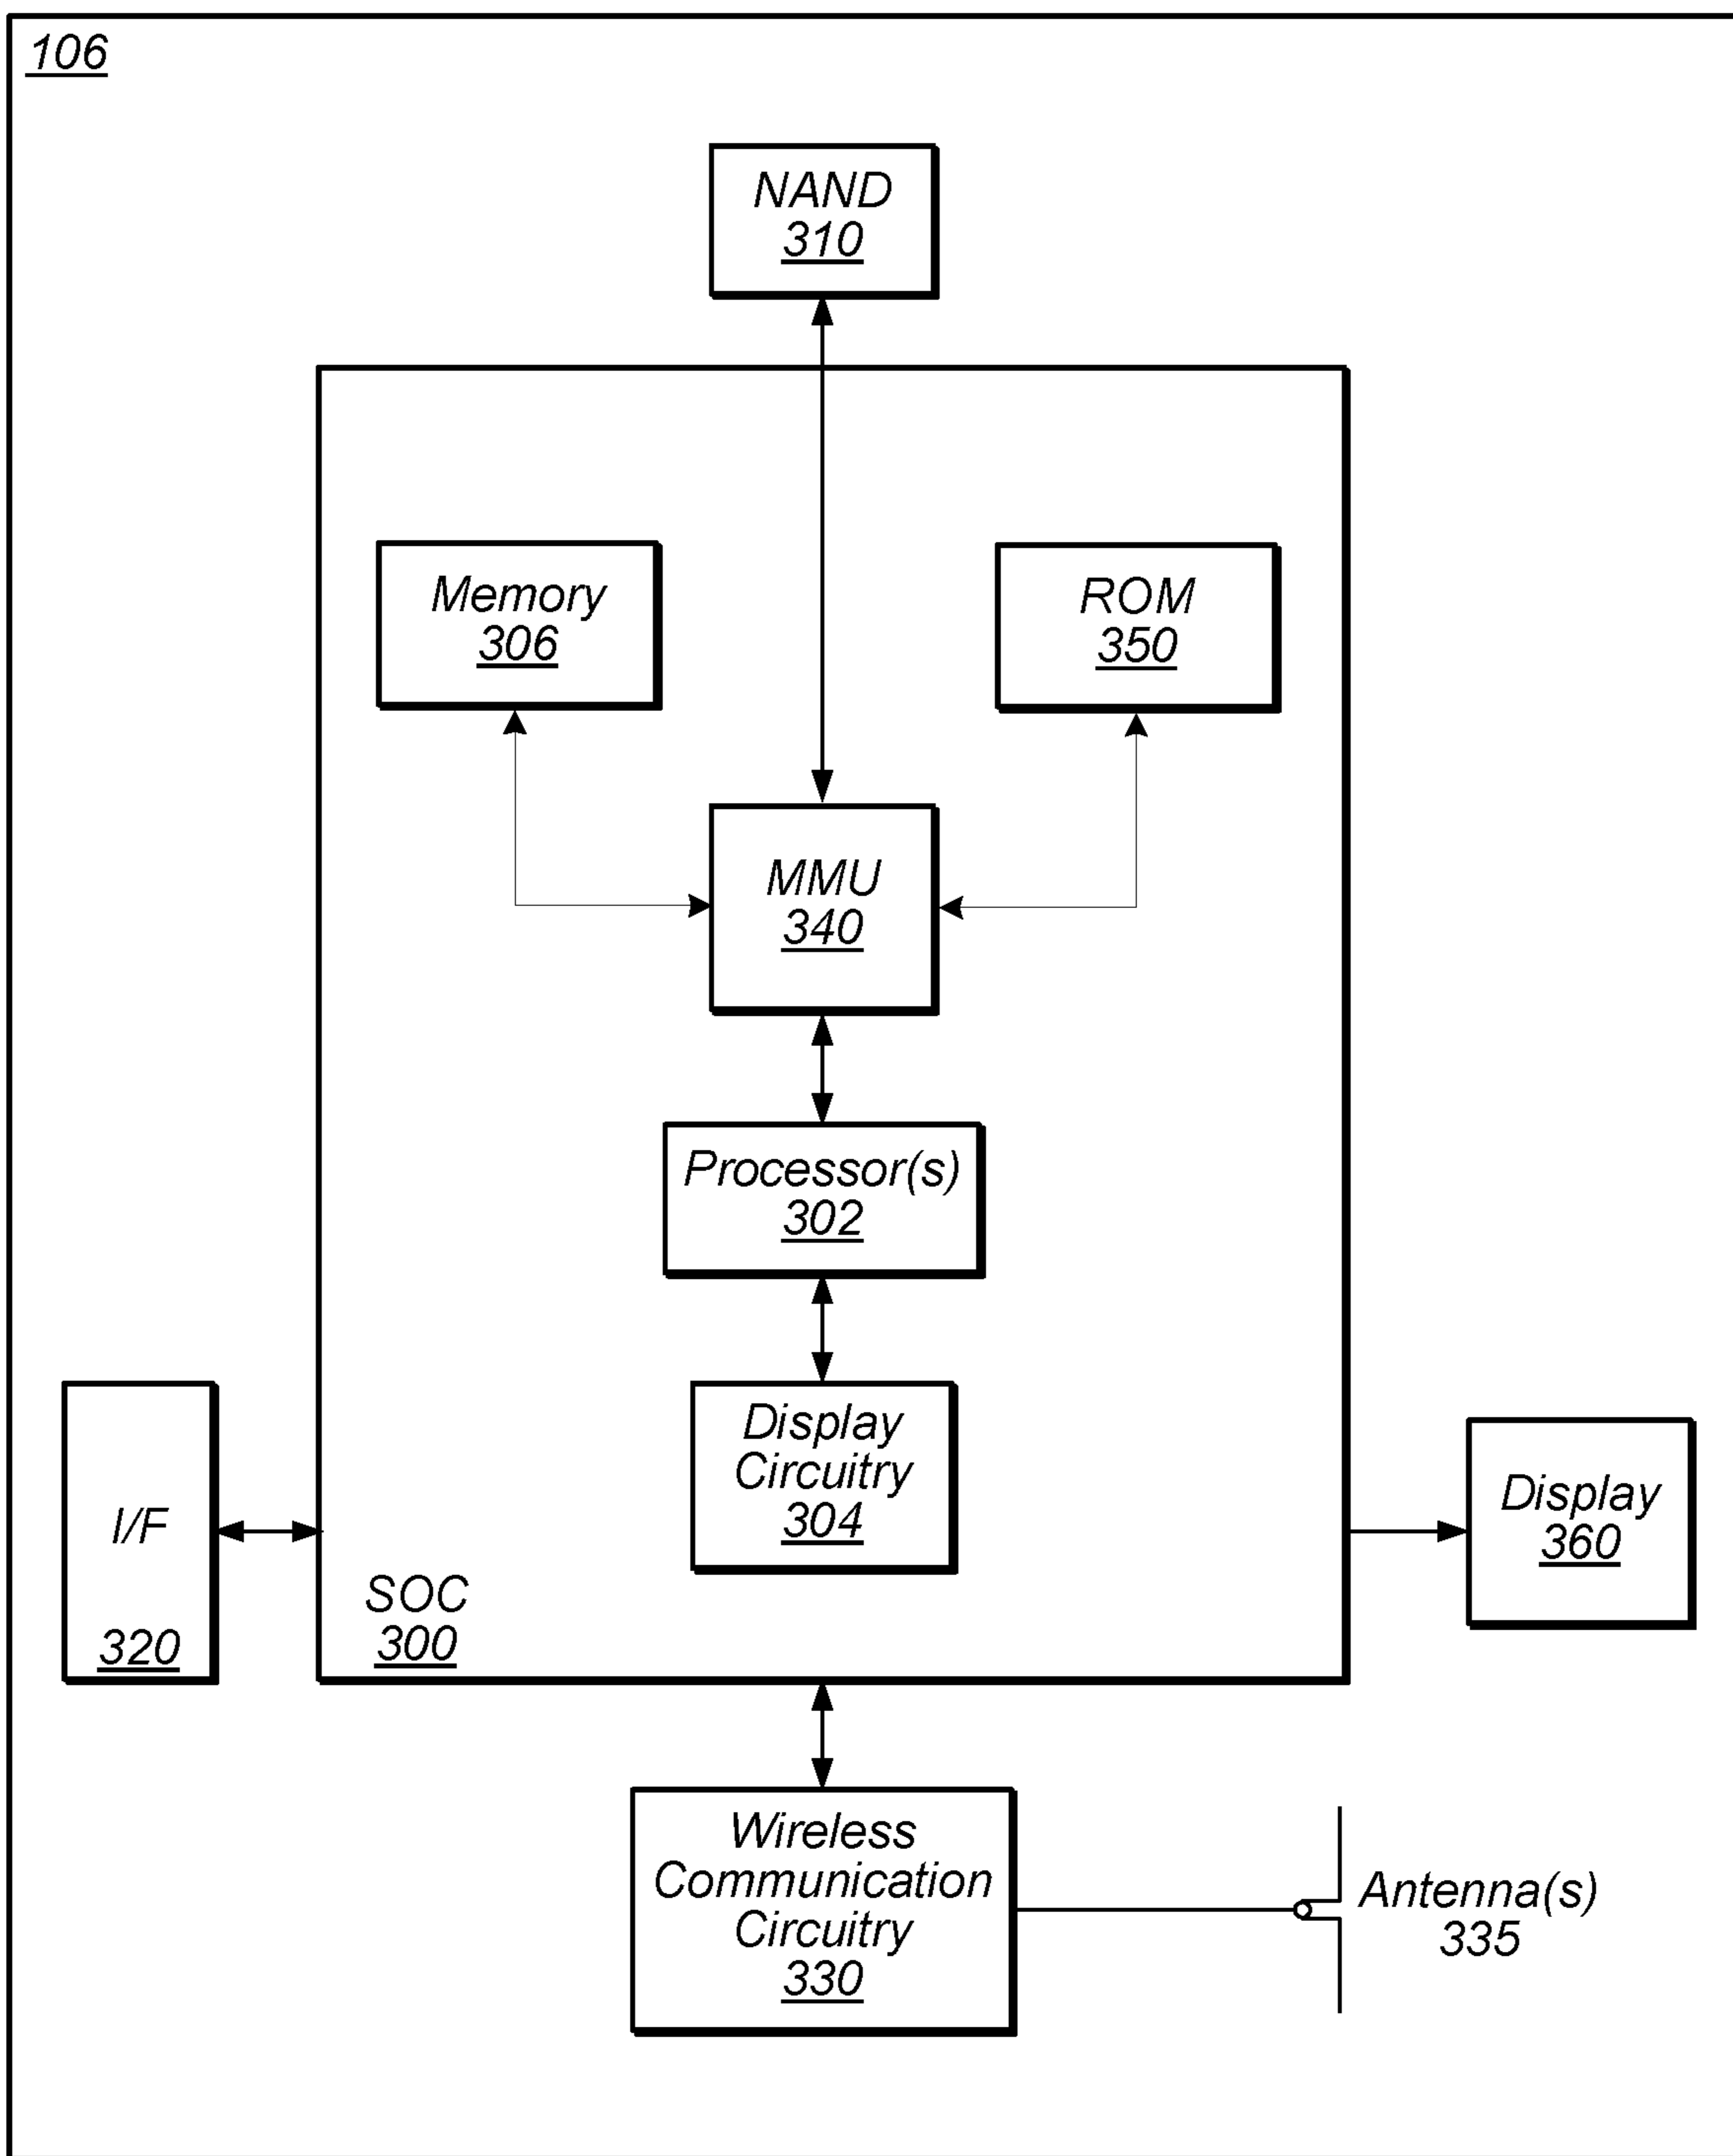 106
NAND
310
Memory
306
ROM
350
MMU
340
Processor(s)
302
Display
Circuitry
304
I/F
320
SOC
300
Display
360
Wireless
Communication
Circuitry
330
Antenna(s)
335